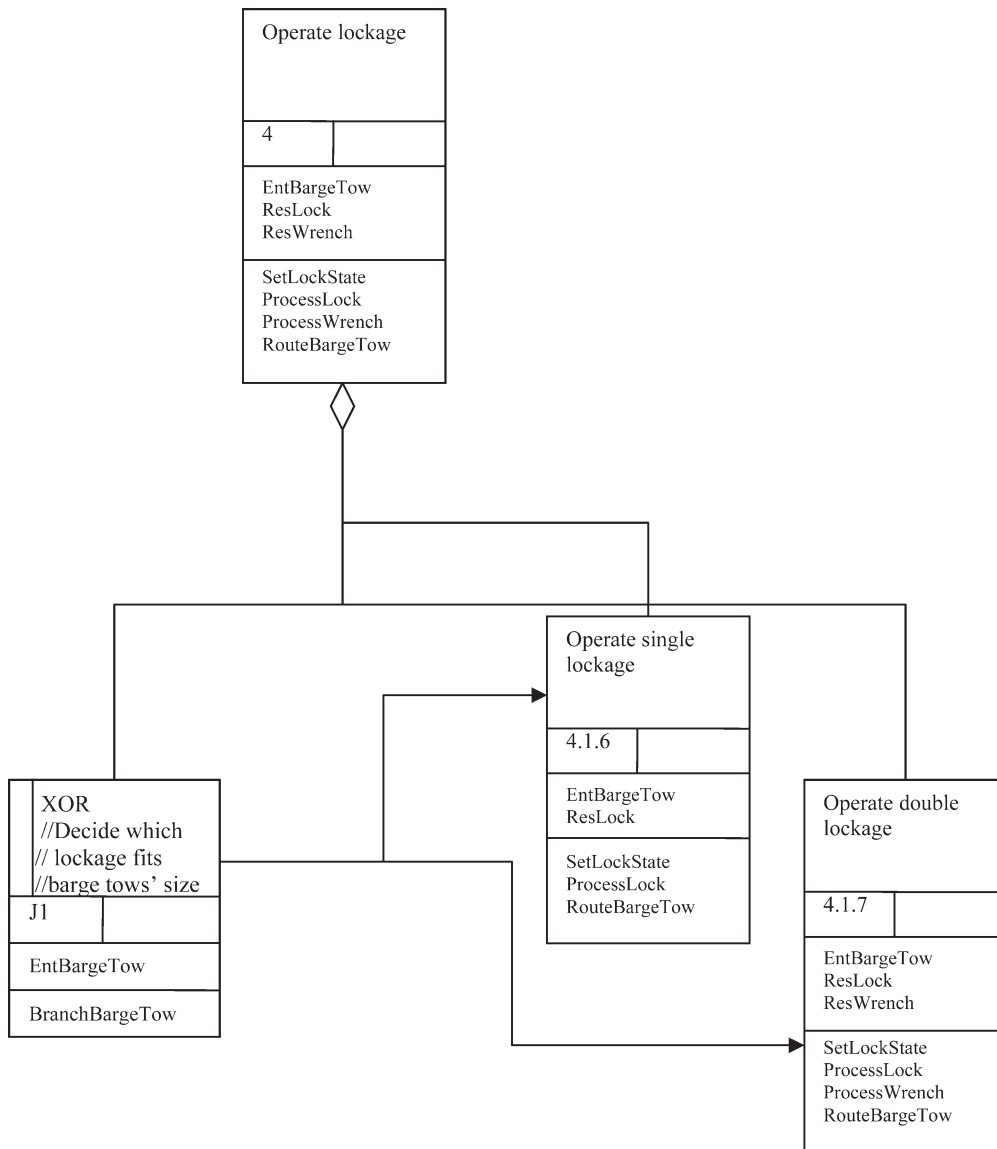 Operate lockage
4
EntBargeTow
ResLock
ResWrench
SetLockState
ProcessLock
ProcessWrench
RouteBargeTow
XOR
//Decide which
// lockage fits
//barge tows’ size
J1
EntBargeTow
BranchBargeTow
Operate single
lockage
4.1.6
EntBargeTow
ResLock
SetLockState
ProcessLock
RouteBargeTow
Operate double
lockage
4.1.7
EntBargeTow
ResLock
ResWrench
SetLockState
ProcessLock
ProcessWrench
RouteBargeTow